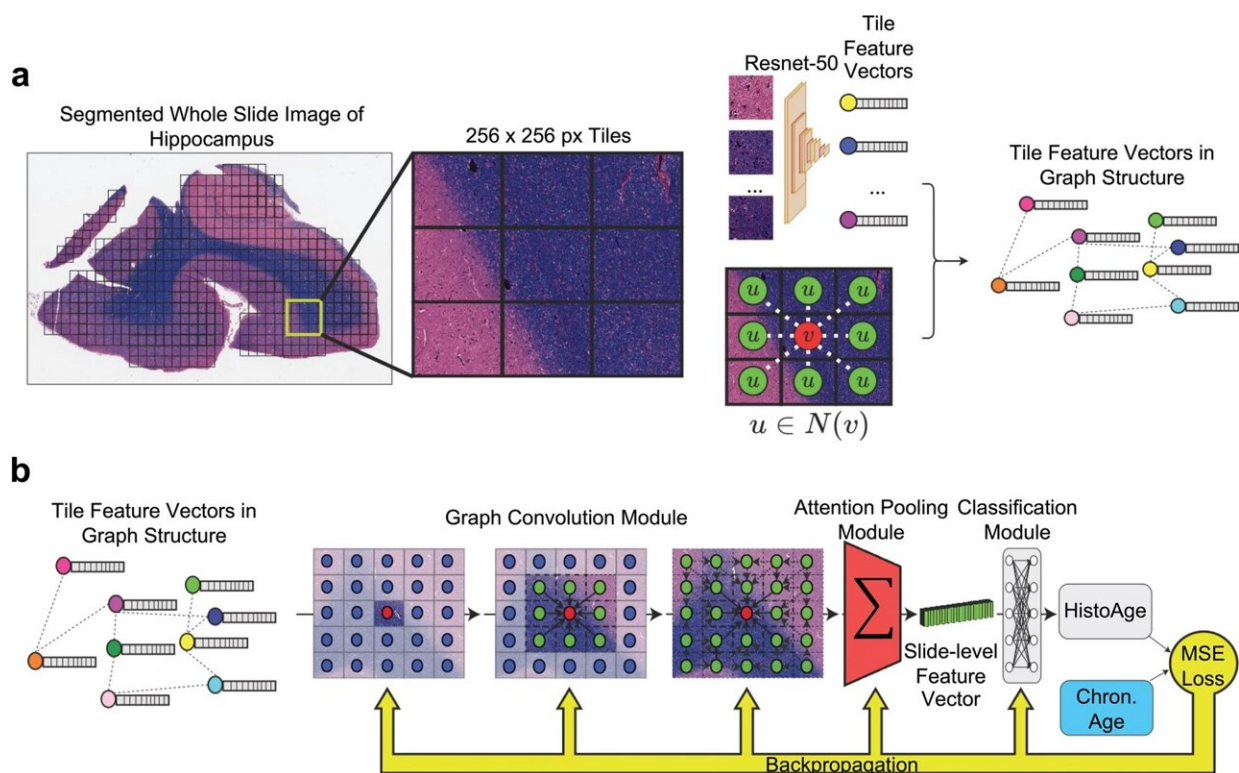 a
Segmented Whole Slide Image of
Hippocampus
256 x 256 px Tiles
Resnet-50
Tile
Feature
Vectors
...
...
Tile Feature Vectors in
Graph Structure
u u u
u v u
u u u
u ∈ N(v)
b
Tile Feature Vectors in
Graph Structure
Graph Convolution Module
Attention Pooling
Module
Σ
Slide-level
Feature
Vector
Classification
Module
HistoAge
Chron.
Age
MSE
Loss
Backpropagation